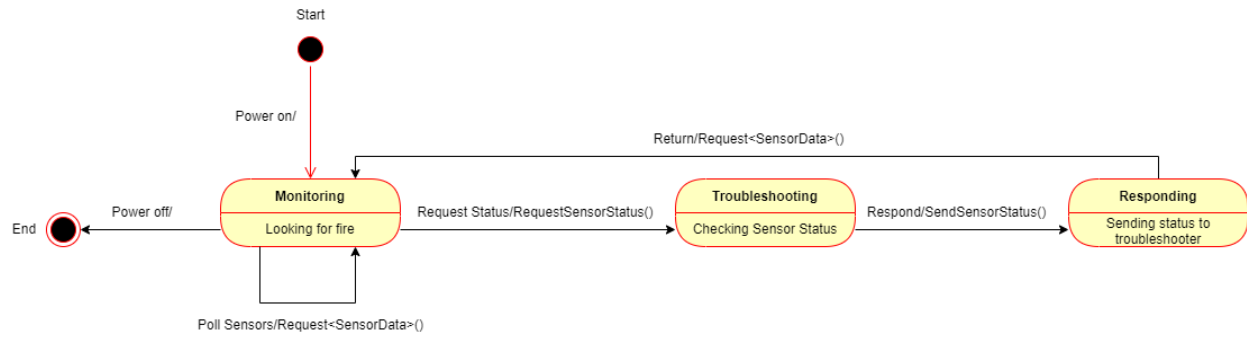 Start
Power on/
Return/Request<SensorData>()
Monitoring
Looking for fire
Troubleshooting
Checking Sensor Status
Responding
Sending status to
troubleshooter
End
Power off/
Request Status/RequestSensorStatus()
Respond/SendSensorStatus()
Poll Sensors/Request<SensorData>()